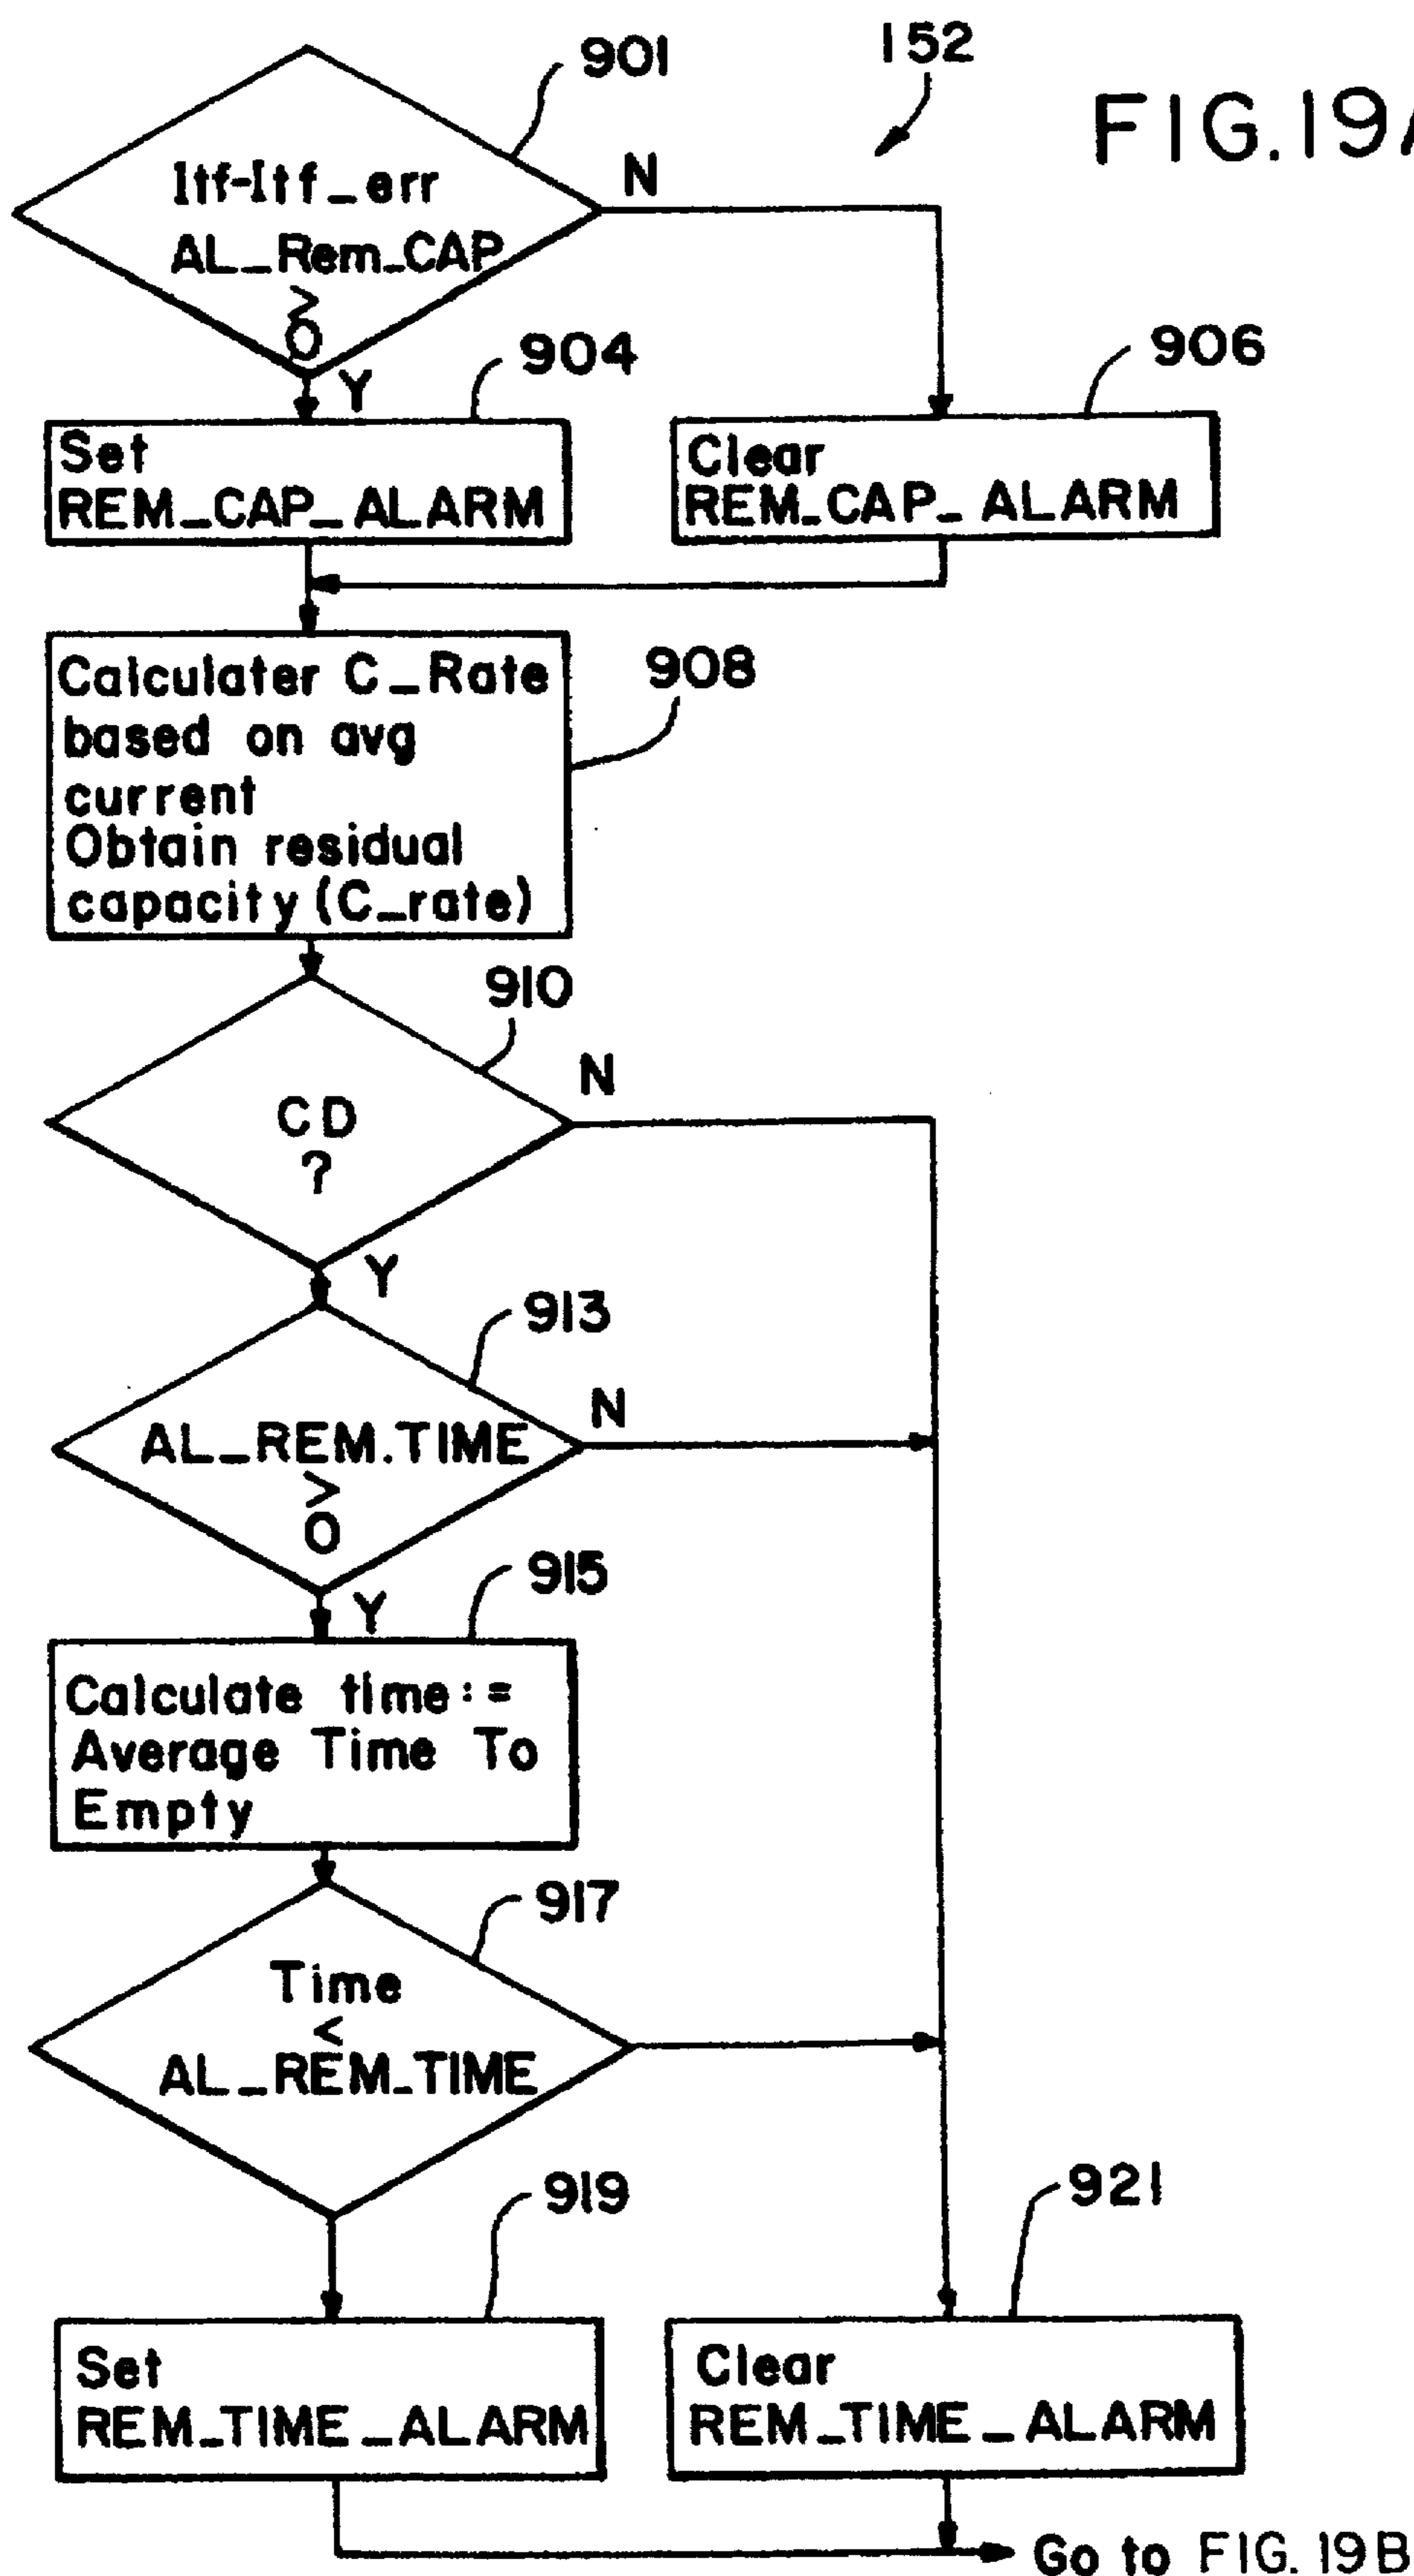 901
152
FIG.19A
Itf-Itf_err
AL_Rem_CAP
>
0
N
Y
904
906
Set
REM_CAP_ALARM
Clear
REM_CAP_ALARM
Calculater C_Rate
based on avg
current
Obtain residual
capacity (C_rate)
908
910
N
CD
?
Y
913
N
AL_REM.TIME
>
0
Y
915
Calculate time:=
Average Time To
Empty
917
Time
<
AL_REM_TIME
919
921
Set
REM_TIME_ALARM
Clear
REM_TIME_ALARM
Go to FIG. 19B